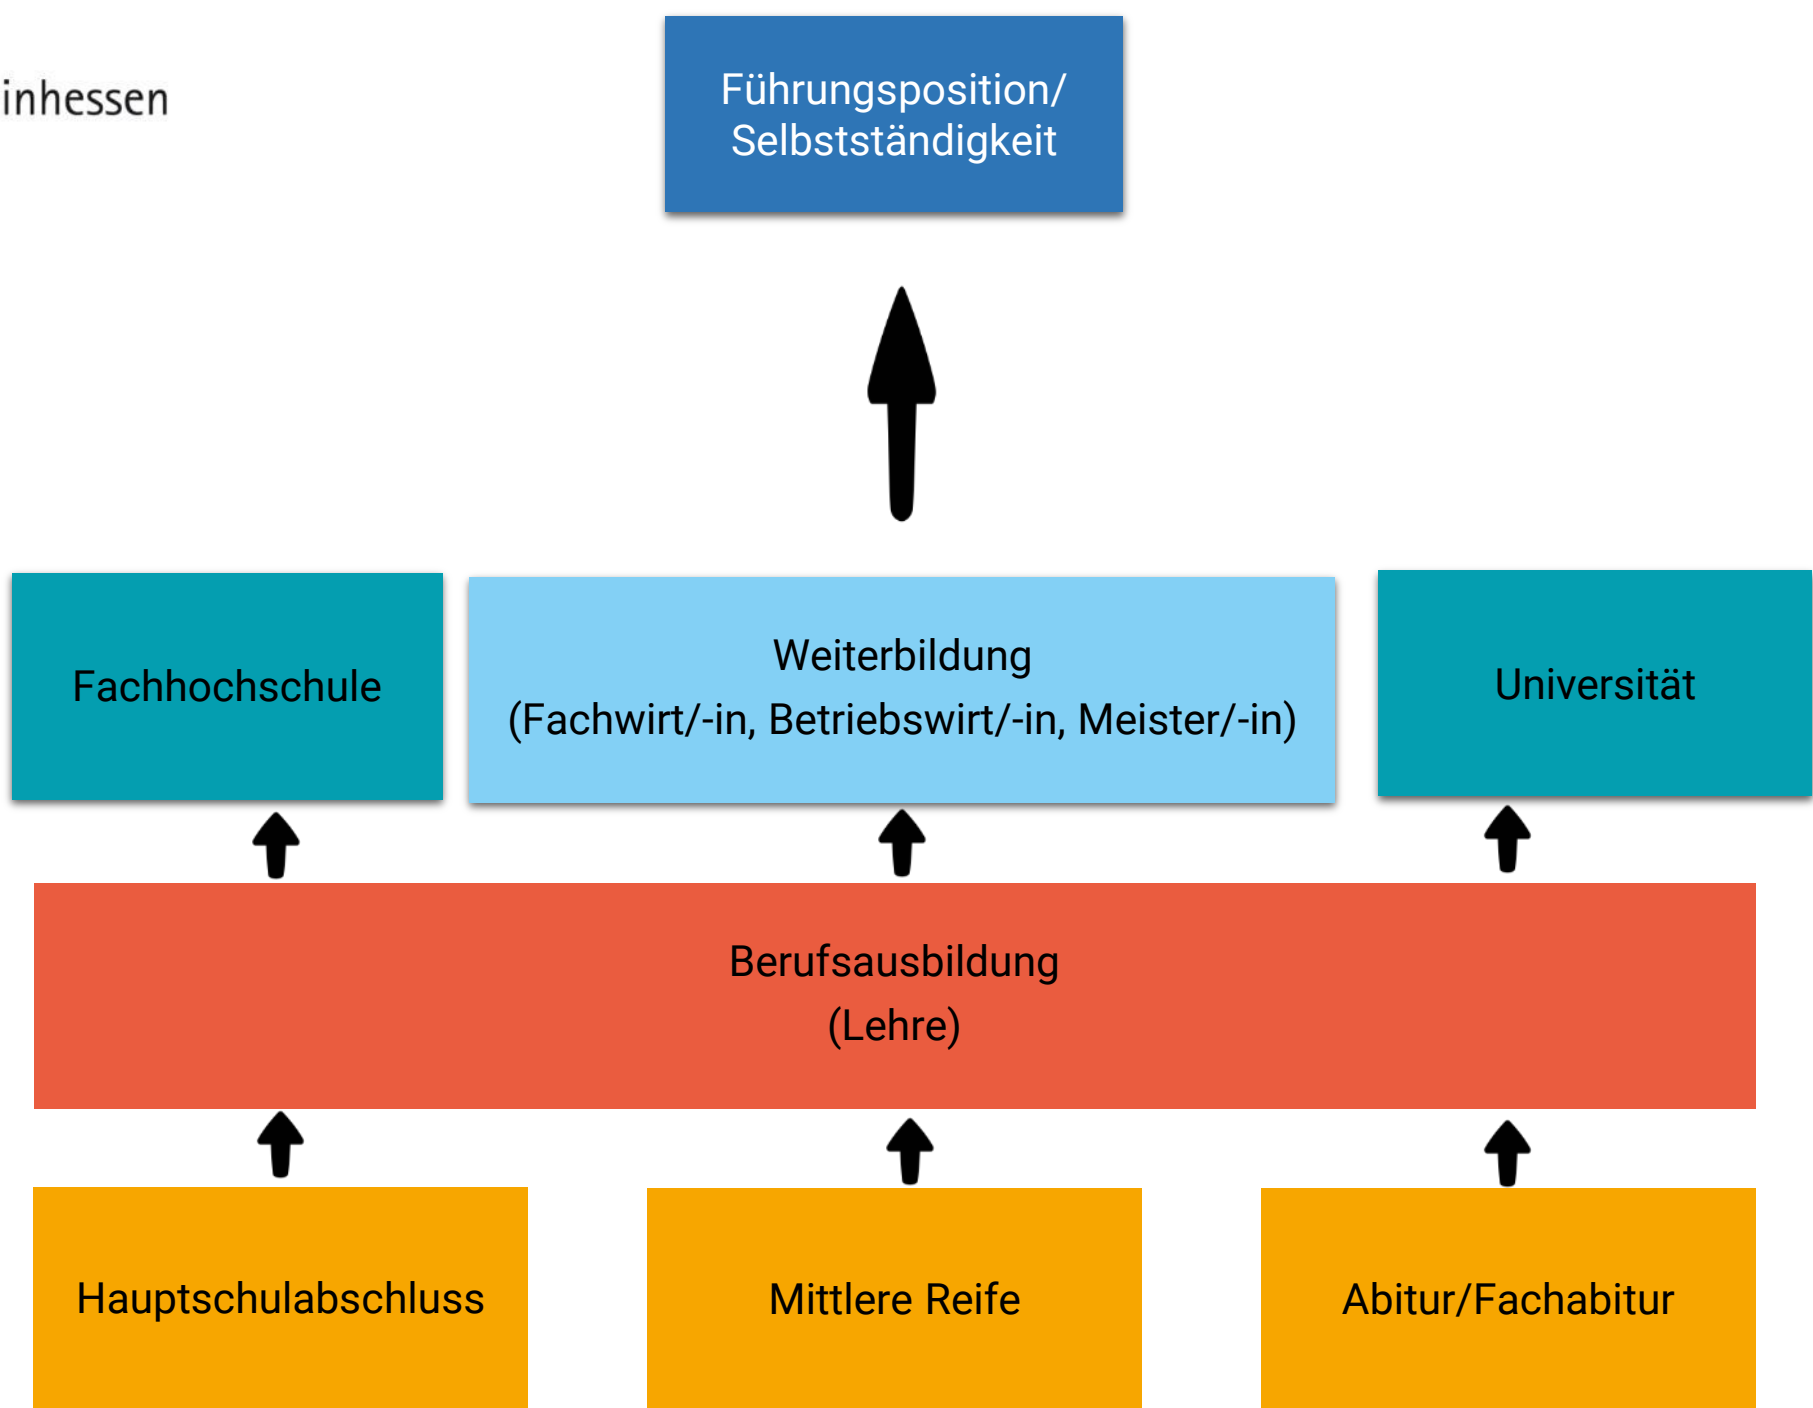 inhessen
Führungsposition/
Selbstständigkeit
Fachhochschule
Weiterbildung
(Fachwirt/-in, Betriebswirt/-in, Meister/-in)
Universität
Berufsausbildung
(Lehre)
Hauptschulabschluss
Mittlere Reife
Abitur/Fachabitur